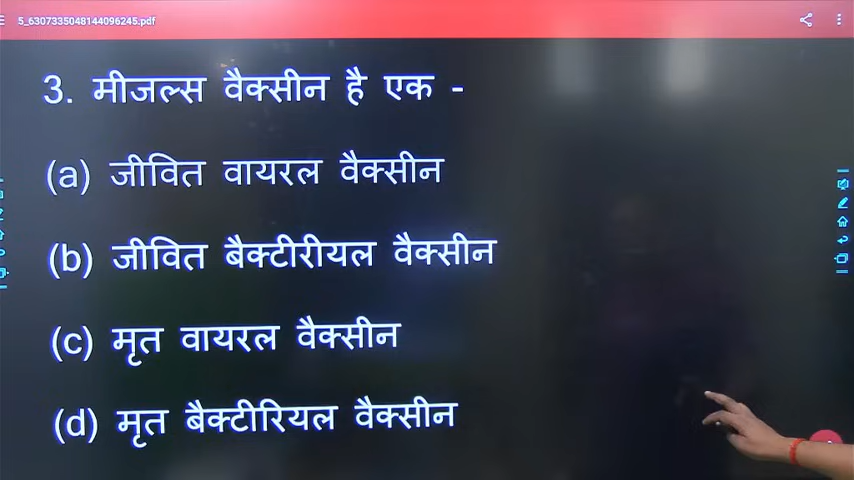 5_6307335048144096245.pdf
3. मीजल्स वैक्सीन है एक -
(a) जीवित वायरल वैक्सीन
(b) जीवित बैक्टीरीयल वैक्सीन
(c) मृत वायरल वैक्सीन
(d) मृत बैक्टीरियल वैक्सीन